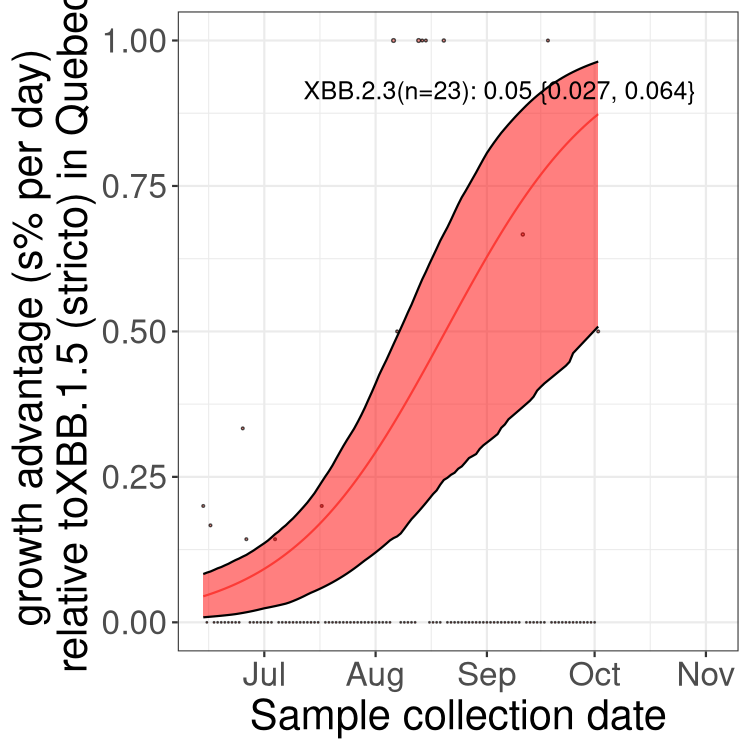 growth advantage (s% per day)
relative toXBB.1.5 (stricto) in Quebec
1.00
0.75
0.50
0.25
0.00
XBB.2.3(n=23): 0.05 {0.027, 0.064}
Jul Aug Sep Oct Nov
Sample collection date